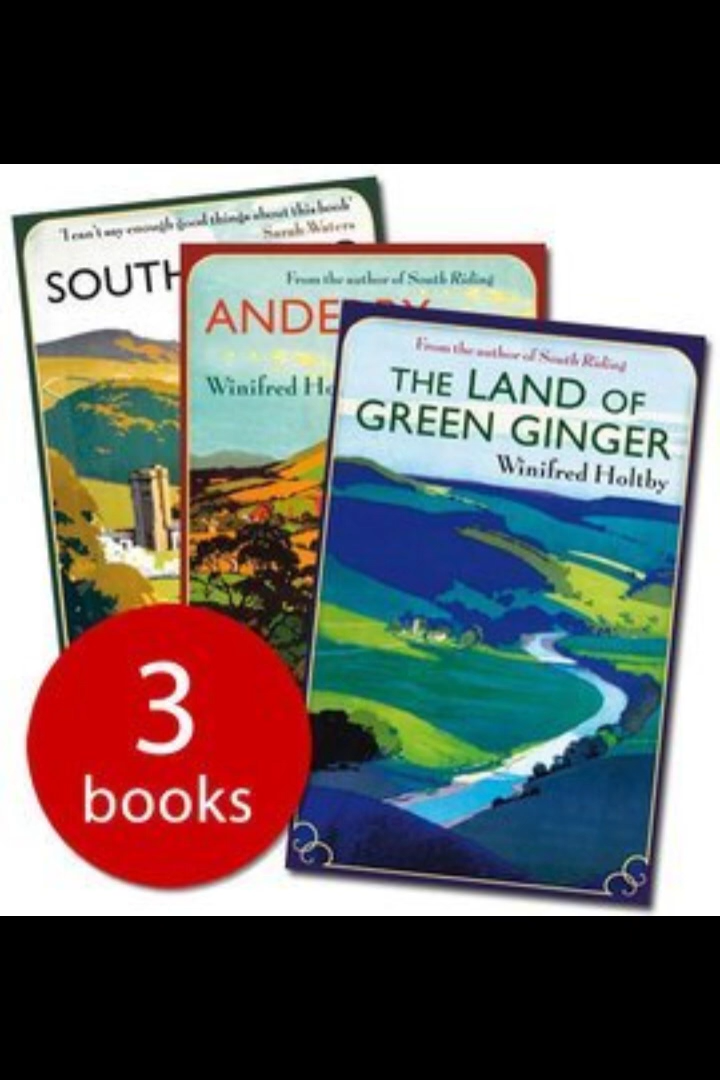 'I can't say enough good things about this book'
Sarah Waters
SOUTH
From the author of South Riding
ANDE
Winifred Ho
From the author of South Riding
THE LAND OF
GREEN GINGER
Winifred Holtby
3
books